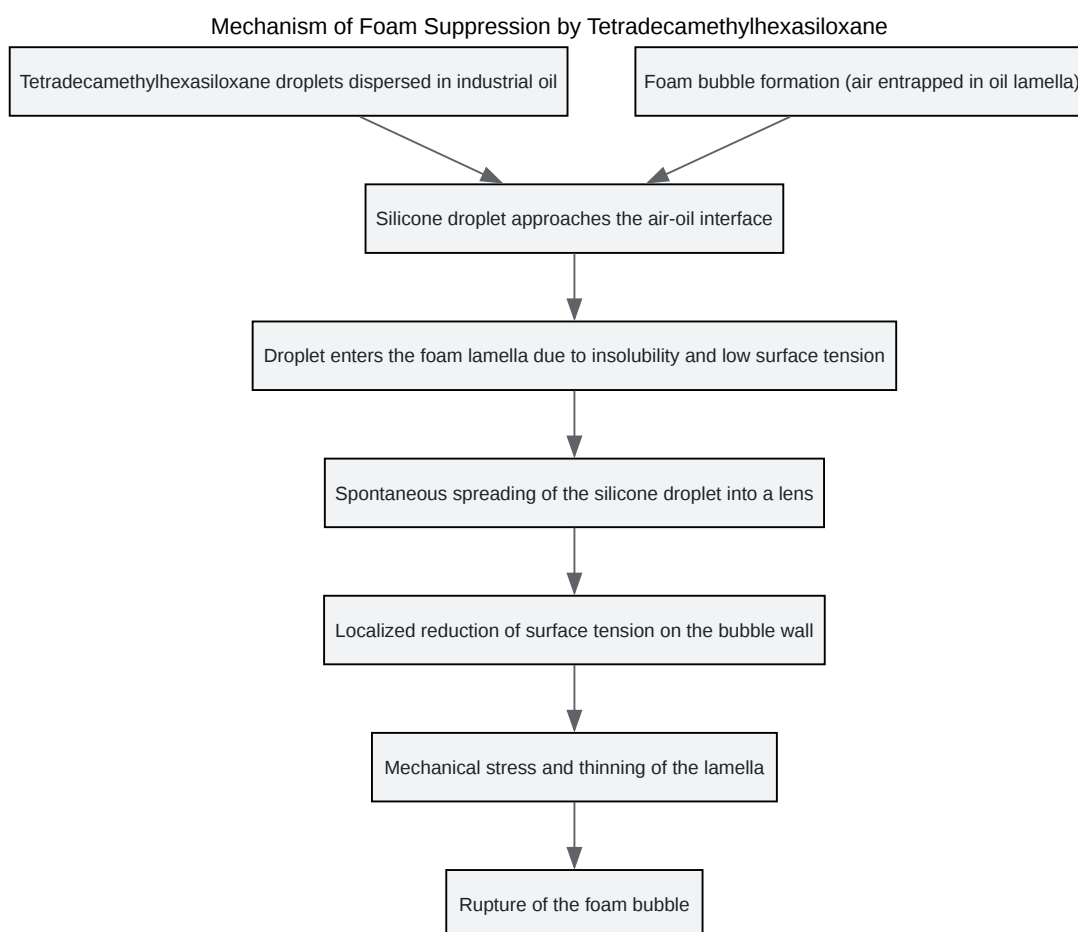 Mechanism of Foam Suppression by Tetradecamethylhexasiloxane
Tetradecamethylhexasiloxane droplets dispersed in industrial oil
Foam bubble formation (air entrapped in oil lamella)
Silicone droplet approaches the air-oil interface
Droplet enters the foam lamella due to insolubility and low surface tension
Spontaneous spreading of the silicone droplet into a lens
Localized reduction of surface tension on the bubble wall
Mechanical stress and thinning of the lamella
Rupture of the foam bubble